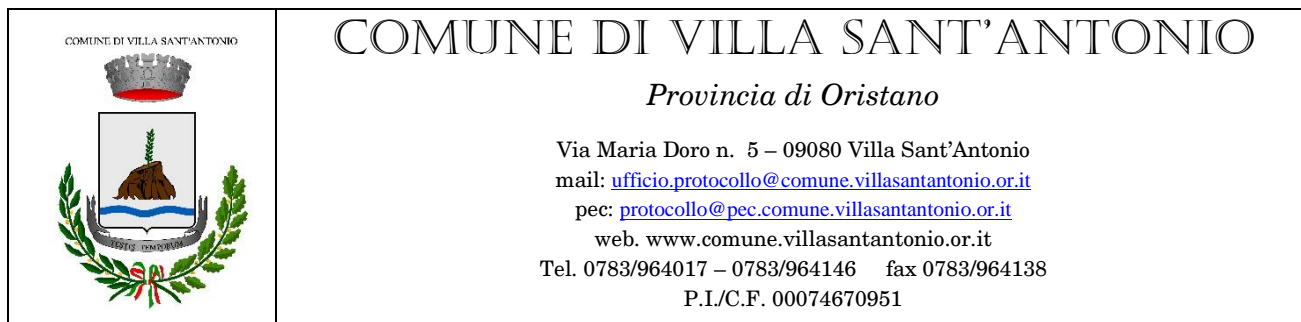 COMUNE DI VILLA SANT'ANTONIO
TESTIS TEMPORUM
COMUNE DI VILLA SANT’ANTONIO
Provincia di Oristano
Via Maria Doro n. 5 – 09080 Villa Sant’Antonio
mail: ufficio.protocollo@comune.villasantantonio.or.it
pec: protocollo@pec.comune.villasantantonio.or.it
web. www.comune.villasantantonio.or.it
Tel. 0783/964017 – 0783/964146 fax 0783/964138
P.I./C.F. 00074670951